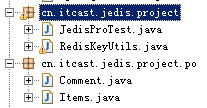 cn.itcast.jedis.project
JedisProTest.java
RedisKeyUtils.java
cn.itcast.jedis.project.po
Comment.java
Items.java